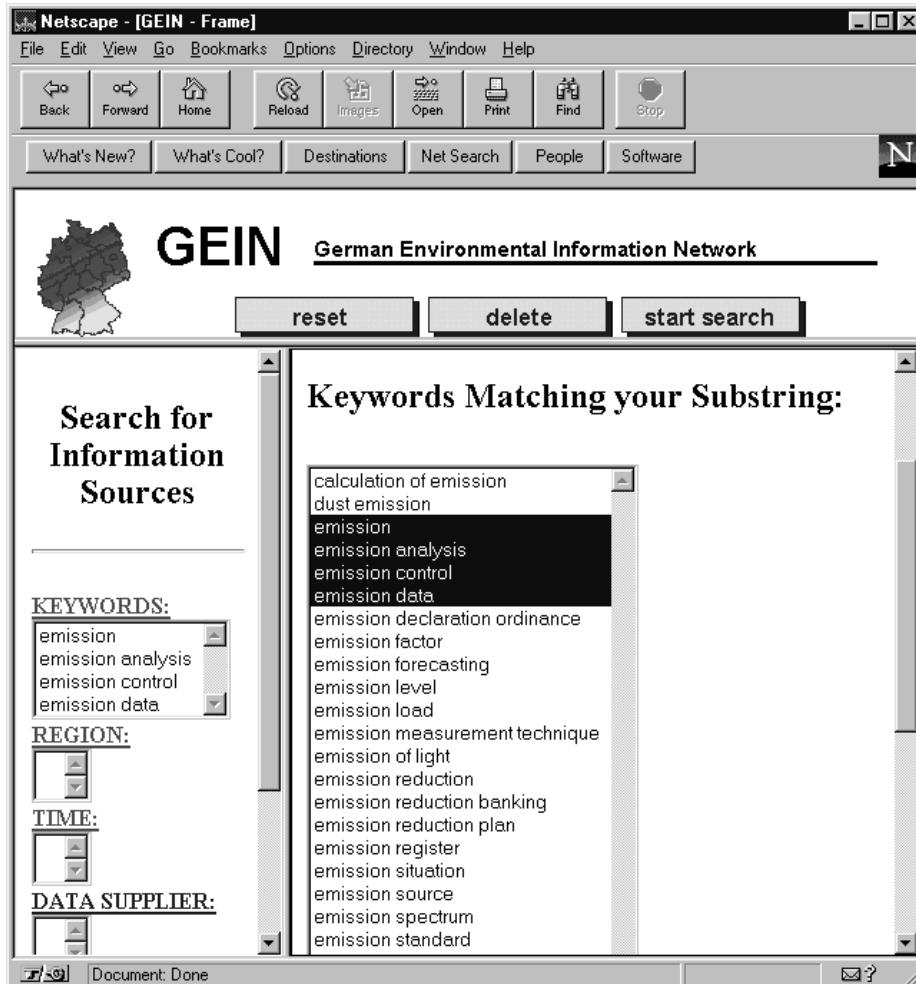 Netscape - [GEIN - Frame]
File Edit View Go Bookmarks Options Directory Window Help
Back Forward Home Reload Images Open Print Find Stop
What's New? What's Cool? Destinations Net Search People Software
N
GEIN German Environmental Information Network
reset delete start search
Search for
Information
Sources
KEYWORDS:
emission
emission analysis
emission control
emission data
REGION:
TIME:
DATA SUPPLIER:
Keywords Matching your Substring:
calculation of emission
dust emission
emission
emission analysis
emission control
emission data
emission declaration ordinance
emission factor
emission forecasting
emission level
emission load
emission measurement technique
emission of light
emission reduction
emission reduction banking
emission reduction plan
emission register
emission situation
emission source
emission spectrum
emission standard
Document: Done